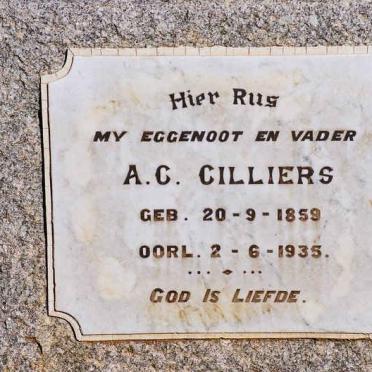 Hier Rus
MY EGGENOOT EN VADER
A.C. CILLIERS
GEB. 20-9-1859
OORL. 2-6-1935.
God Is Liefde.